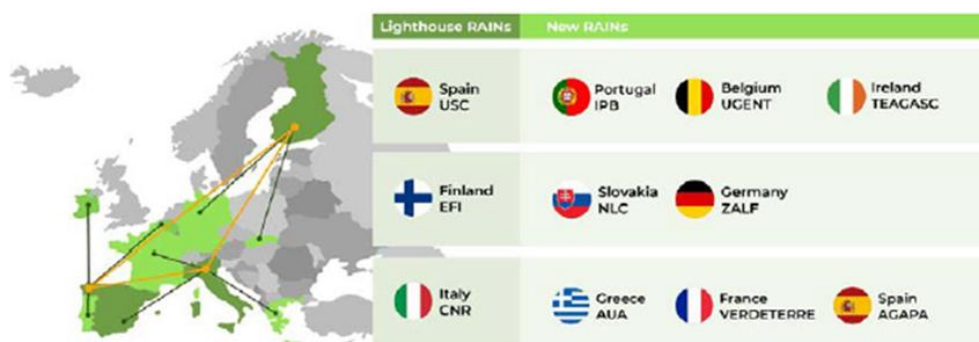 Lighthouse RAINs
New RAINs
Spain
USC
Portugal
IPB
Belgium
UGENT
Ireland
TEAGASC
Finland
EFI
Slovakia
NLC
Germany
ZALF
Italy
CNR
Greece
AUA
France
VERDETERRE
Spain
AGAPA